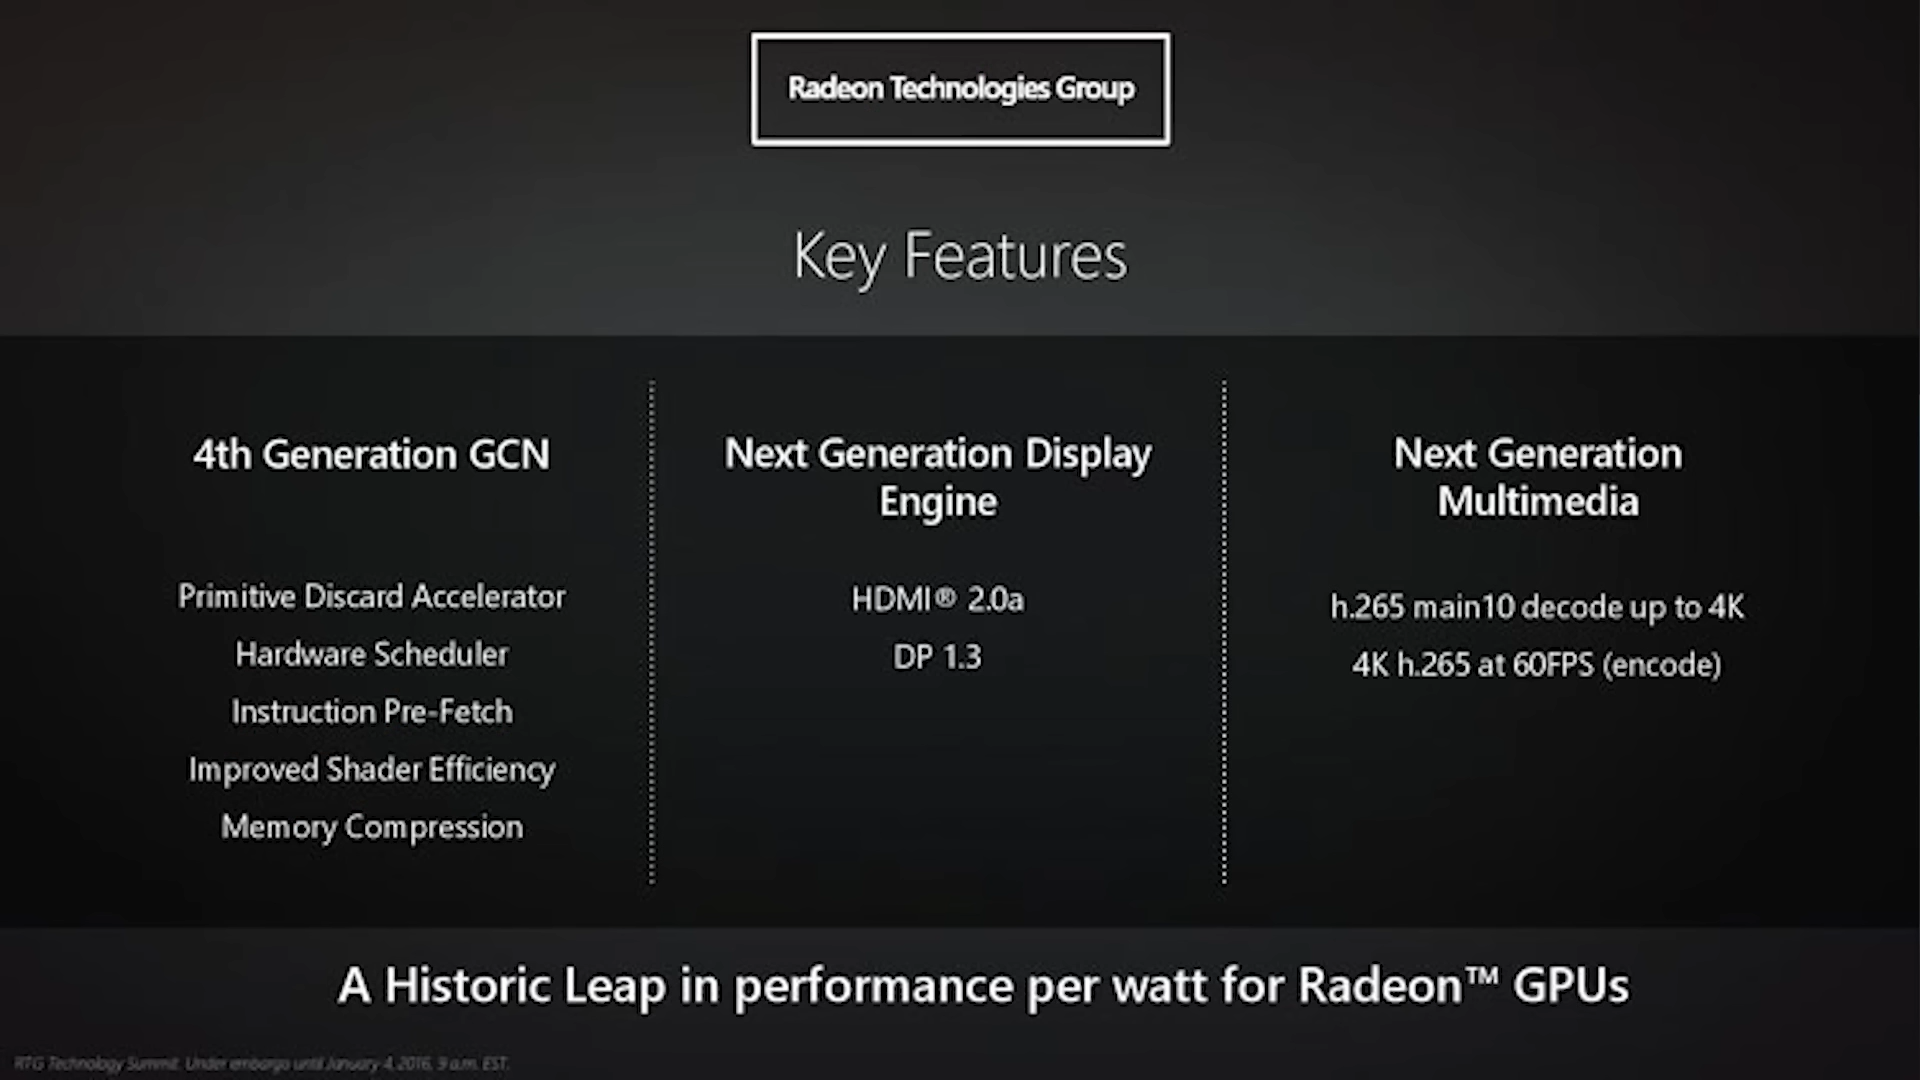 Radeon Technologies Group
Key Features
4th Generation GCN
Primitive Discard Accelerator
Hardware Scheduler
Instruction Pre-Fetch
Improved Shader Efficiency
Memory Compression
Next Generation Display
Engine
HDMI® 2.0a
DP 1.3
Next Generation
Multimedia
h.265 main10 decode up to 4K
4K h.265 at 60FPS (encode)
A Historic Leap in performance per watt for Radeon™ GPUs
RTG Technology Summit. Under embargo until January 4, 2016, 9 a.m. EST.